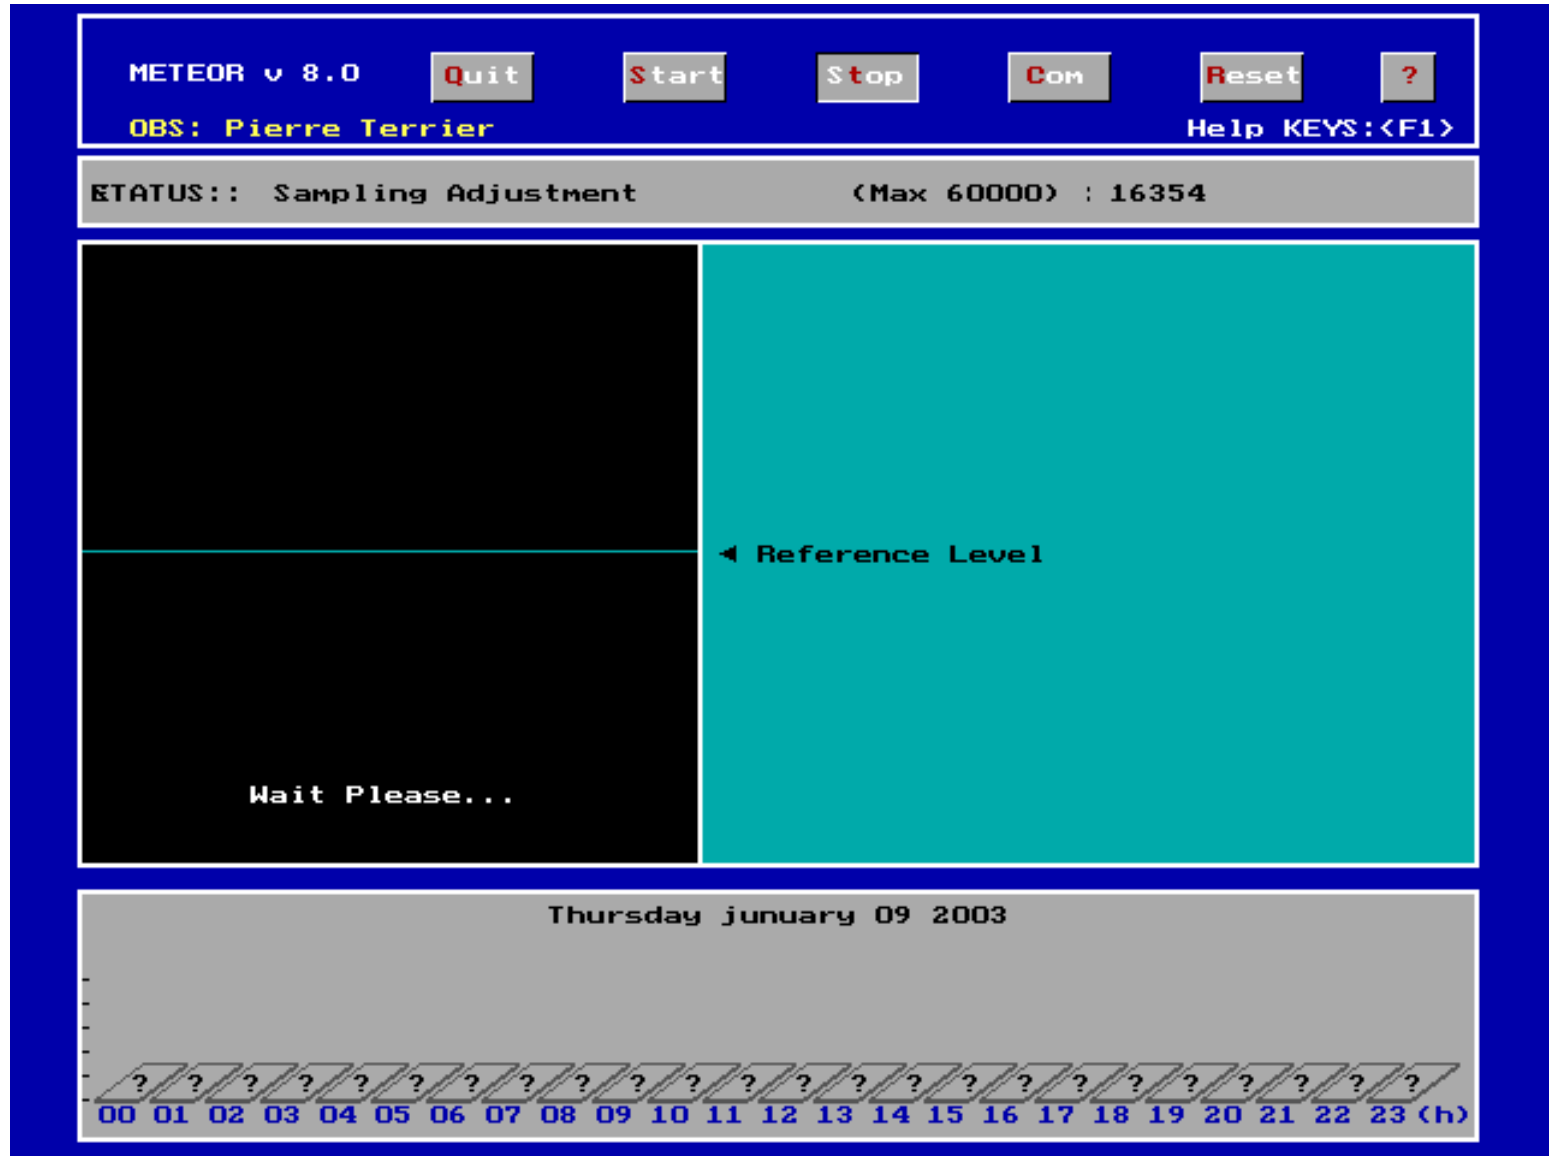 METEOR v 8.0 Quit Start Stop Com Reset ?
OBS: Pierre Terrier Help KEYS:<F1>
STATUS:: Sampling Adjustment (Max 60000) : 16354
◄ Reference Level
Wait Please...
Thursday junuary 09 2003
? ? ? ? ? ? ? ? ? ? ? ? ? ? ? ? ? ? ? ? ? ? ? ?
00 01 02 03 04 05 06 07 08 09 10 11 12 13 14 15 16 17 18 19 20 21 22 23 (h)